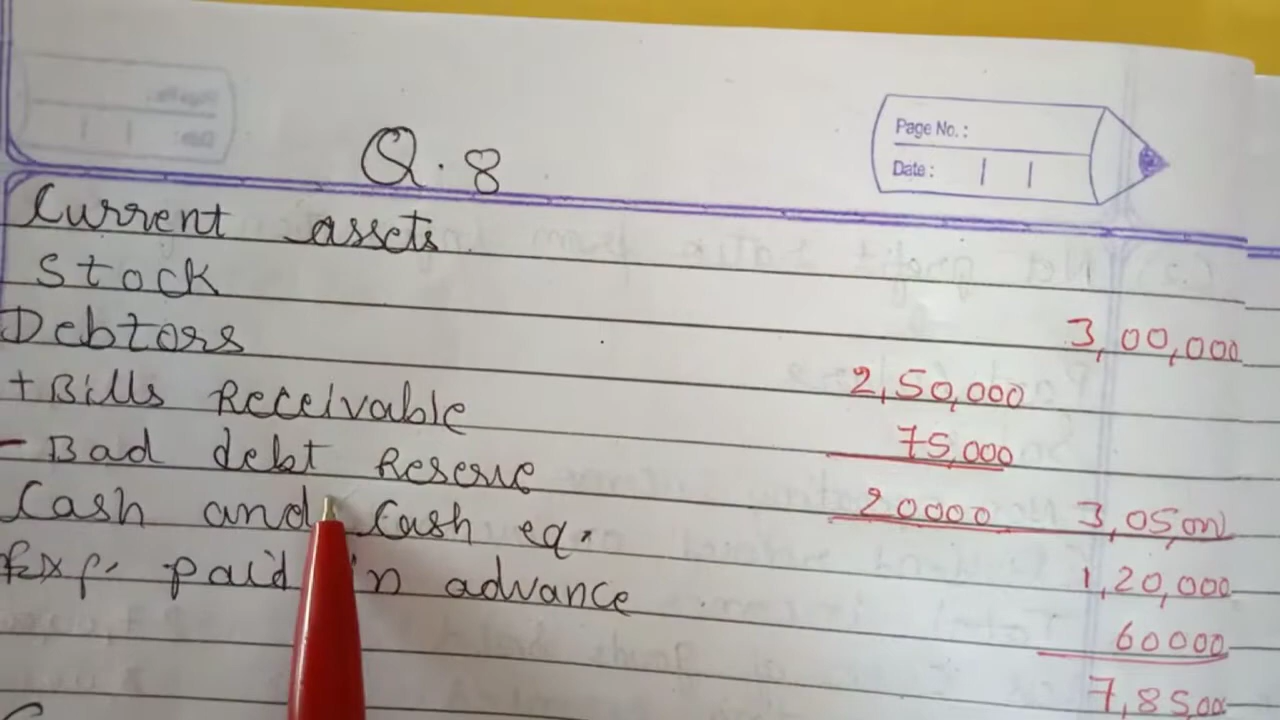 Page No. :
Date :
Q. 8
Current assets
Stock 3,00,000
Debtors 2,50,000
+ Bills Receivable 75,000
- Bad debt Reserve 20000 3,05,000
Cash and Cash eq. 1,20,000
Exp. paid in advance 60000
7,85,000